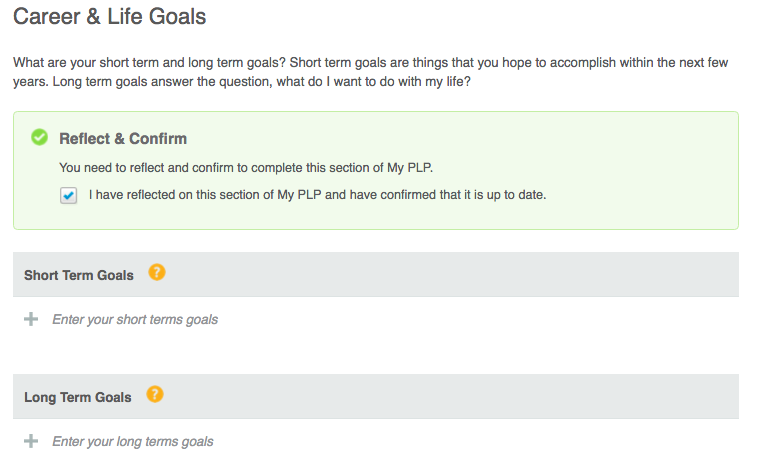 Career & Life Goals
What are your short term and long term goals? Short term goals are things that you hope to accomplish within the next few
years. Long term goals answer the question, what do I want to do with my life?
Reflect & Confirm
You need to reflect and confirm to complete this section of My PLP.
I have reflected on this section of My PLP and have confirmed that it is up to date.
Short Term Goals ?
Enter your short terms goals
Long Term Goals ?
Enter your long terms goals